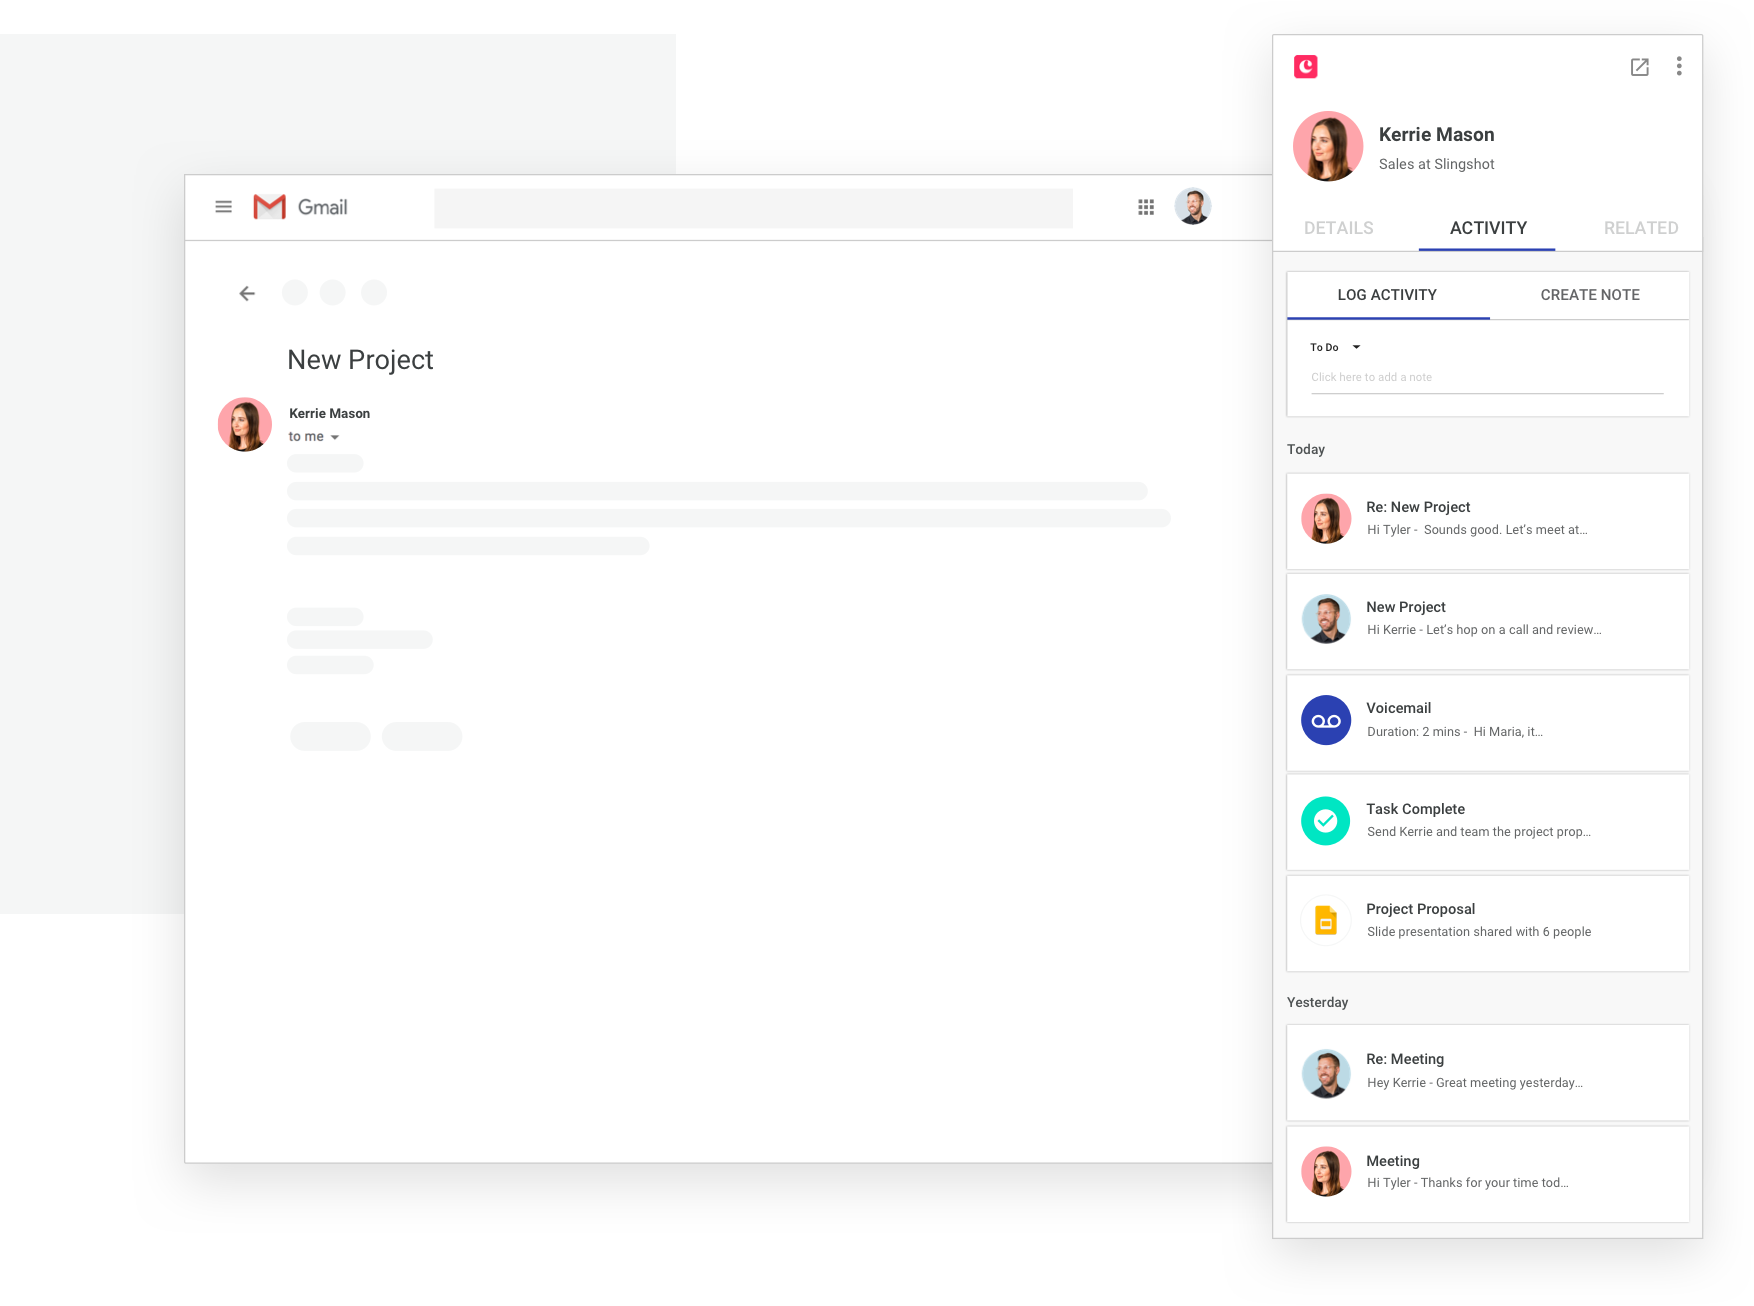 Gmail
New Project
Kerrie Mason
to me
Kerrie Mason
Sales at Slingshot
DETAILS
ACTIVITY
RELATED
LOG ACTIVITY
CREATE NOTE
To Do
Click here to add a note
Today
Re: New Project
Hi Tyler - Sounds good. Let's meet at...
New Project
Hi Kerrie - Let's hop on a call and review...
Voicemail
Duration: 2 mins - Hi Maria, it...
Task Complete
Send Kerrie and team the project prop...
Project Proposal
Slide presentation shared with 6 people
Yesterday
Re: Meeting
Hey Kerrie - Great meeting yesterday...
Meeting
Hi Tyler - Thanks for your time tod...